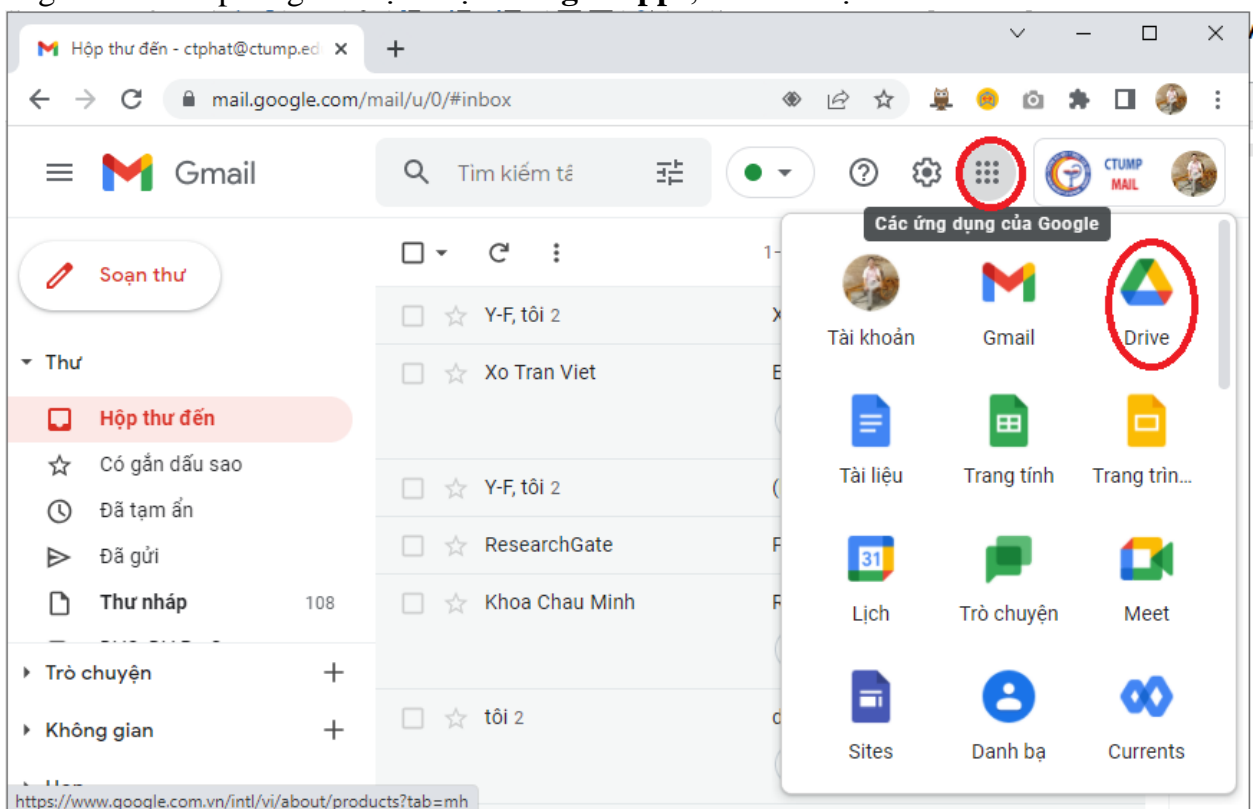 Hộp thư đến - ctphat@ctump.ed
mail.google.com/mail/u/0/#inbox
Gmail
Tìm kiếm tấ
CTUMP
MAIL
Các ứng dụng của Google
Soạn thư
1-
Thư
Hộp thư đến
Có gắn dấu sao
Đã tạm ẩn
Đã gửi
Thư nháp 108
Trò chuyện
Không gian
Y-F, tôi 2
Xo Tran Viet
Y-F, tôi 2
ResearchGate
Khoa Chau Minh
tôi 2
Tài khoản Gmail Drive
Tài liệu Trang tính Trang trìn...
31
Lịch Trò chuyện Meet
Sites Danh bạ Currents
https://www.google.com.vn/intl/vi/about/products?tab=mh